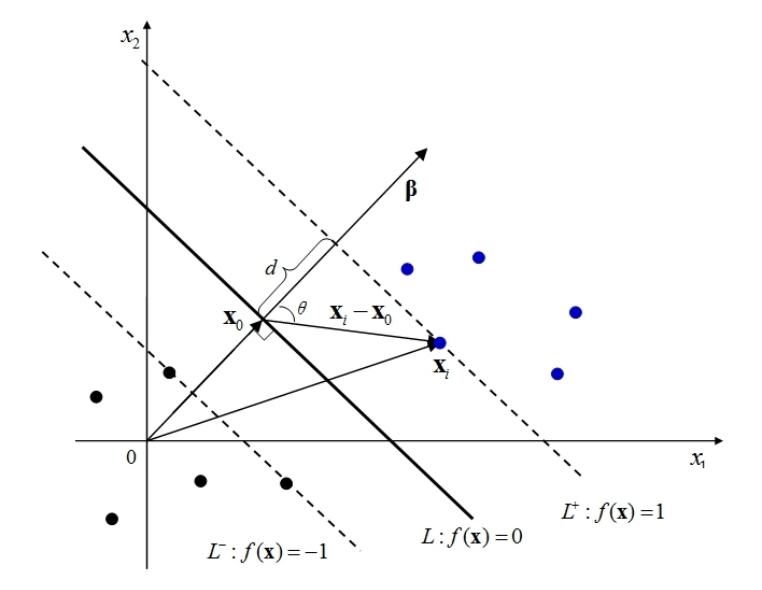 x₂
β
d
θ
x₀
xᵢ − x₀
xᵢ
0
x₁
L⁺ : f(x) = 1
L : f(x) = 0
L⁻ : f(x) = −1